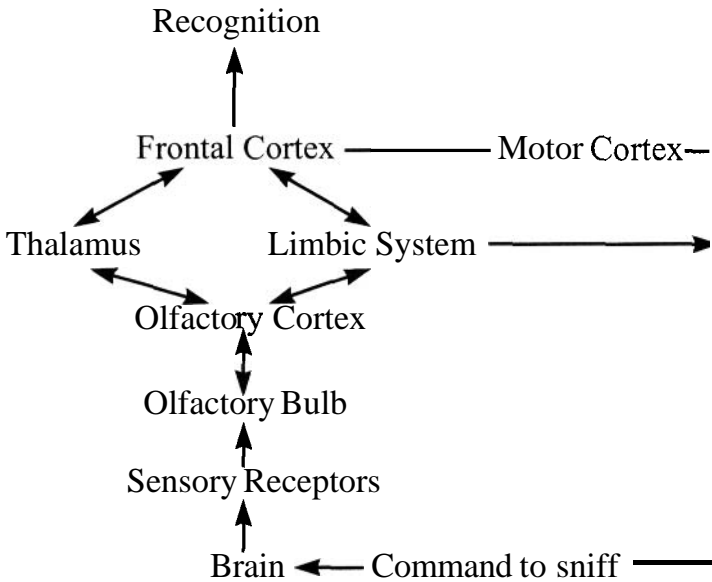 Recognition
Frontal Cortex Motor Cortex
Thalamus Limbic System
Olfactory Cortex
Olfactory Bulb
Sensory Receptors
Brain Command to sniff